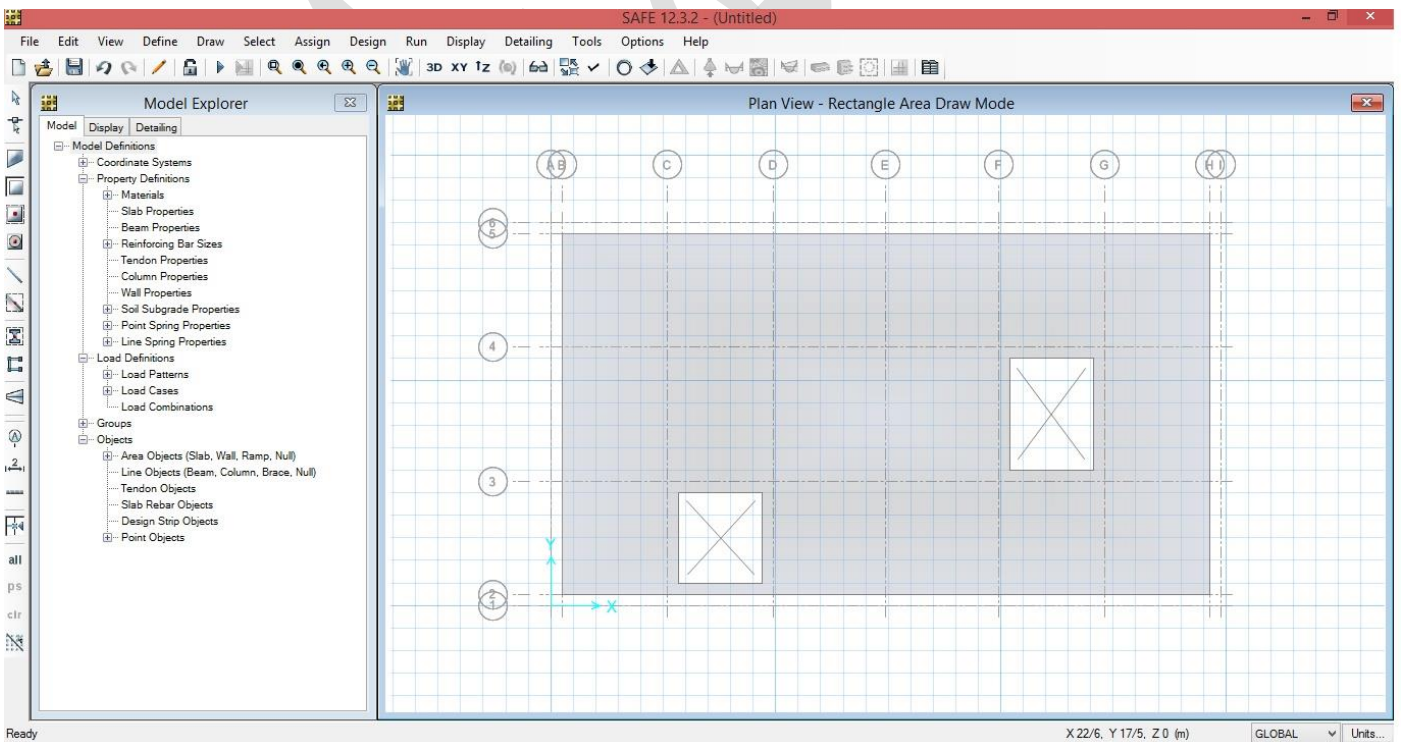 SAFE 12.3.2 - (Untitled)
File Edit View Define Draw Select Assign Design Run Display Detailing Tools Options Help
3D XY
Model Explorer
Plan View - Rectangle Area Draw Mode
Model Display Detailing
Model Definitions
Coordinate Systems
Property Definitions
Materials
Slab Properties
Beam Properties
Reinforcing Bar Sizes
Tendon Properties
Column Properties
Wall Properties
Soil Subgrade Properties
Point Spring Properties
Line Spring Properties
Load Definitions
Load Patterns
Load Cases
Load Combinations
Groups
Objects
Area Objects (Slab, Wall, Ramp, Null)
Line Objects (Beam, Column, Brace, Null)
Tendon Objects
Slab Rebar Objects
Design Strip Objects
Point Objects
A B C D E F G H I
6
5
4
3
2
1
Y
X
A
2
all
ps
clr
Ready
X 22/6, Y 17/5, Z 0 (m)
GLOBAL
Units...